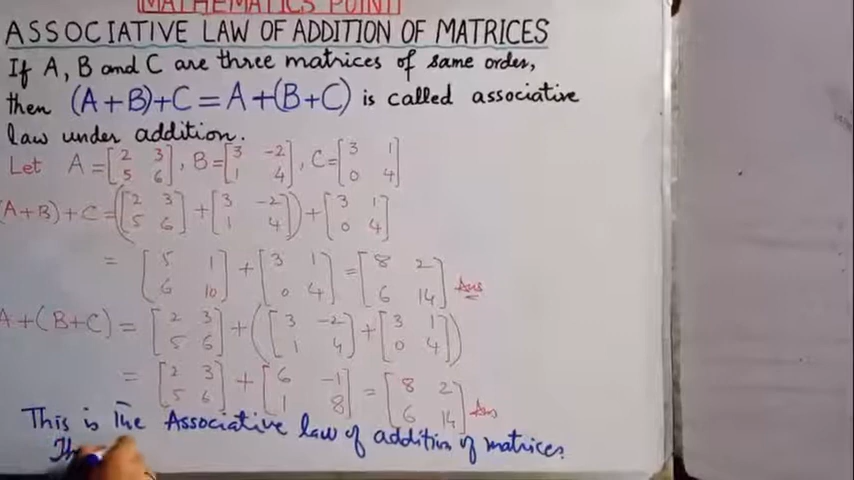 MATHEMATICS POINT
ASSOCIATIVE LAW OF ADDITION OF MATRICES
If A, B and C are three matrices of same order,
then (A+B)+C = A+(B+C) is called associative
law under addition.
Let A = [2 3; 5 6], B = [3 -2; 1 4], C = [3 1; 0 4]
(A+B)+C = ([2 3; 5 6] + [3 -2; 1 4]) + [3 1; 0 4]
= [5 1; 6 10] + [3 1; 0 4] = [8 2; 6 14] Ans
A+(B+C) = [2 3; 5 6] + ([3 -2; 1 4] + [3 1; 0 4])
= [2 3; 5 6] + [6 -1; 1 8] = [8 2; 6 14] Ans
This is The Associative law of addition of matrices.
Th